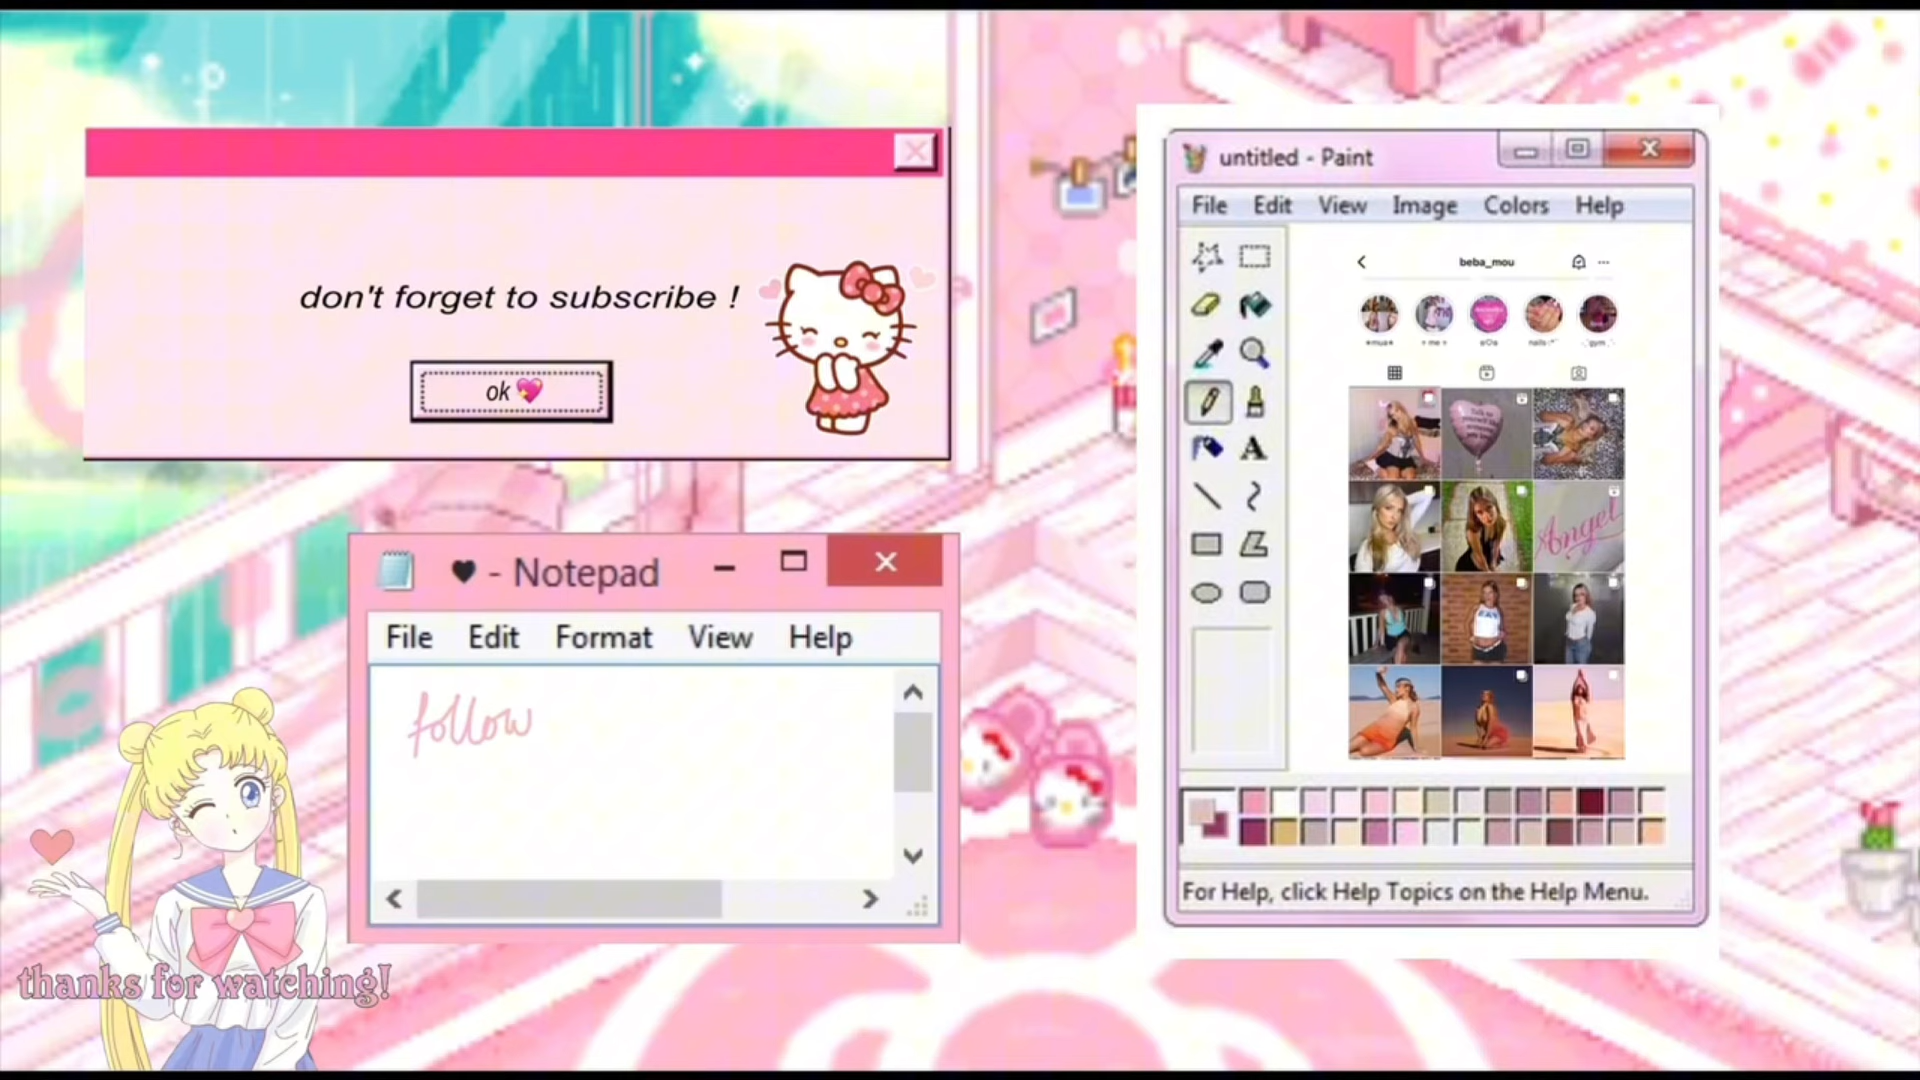 don't forget to subscribe !
ok
♥ - Notepad
File Edit Format View Help
follow
thanks for watching!
untitled - Paint
File Edit View Image Colors Help
A
beba_mou
Angel
For Help, click Help Topics on the Help Menu.